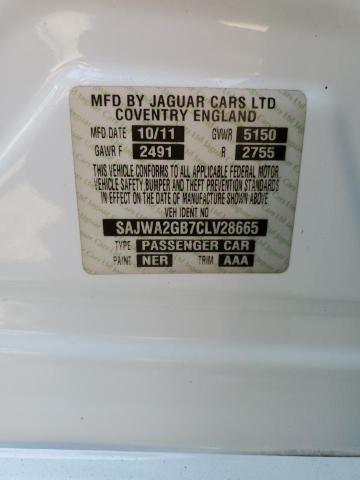 MFD BY JAGUAR CARS LTD
COVENTRY ENGLAND
MFD DATE 10/11 GVWR 5150
GAWR F 2491 R 2755
THIS VEHICLE CONFORMS TO ALL APPLICABLE FEDERAL MOTOR
VEHICLE SAFETY BUMPER AND THEFT PREVENTION STANDARDS
IN EFFECT ON THE DATE OF MANUFACTURE SHOWN ABOVE
VEH IDENT NO
SAJWA2GB7CLV28665
TYPE PASSENGER CAR
PAINT NER TRIM AAA